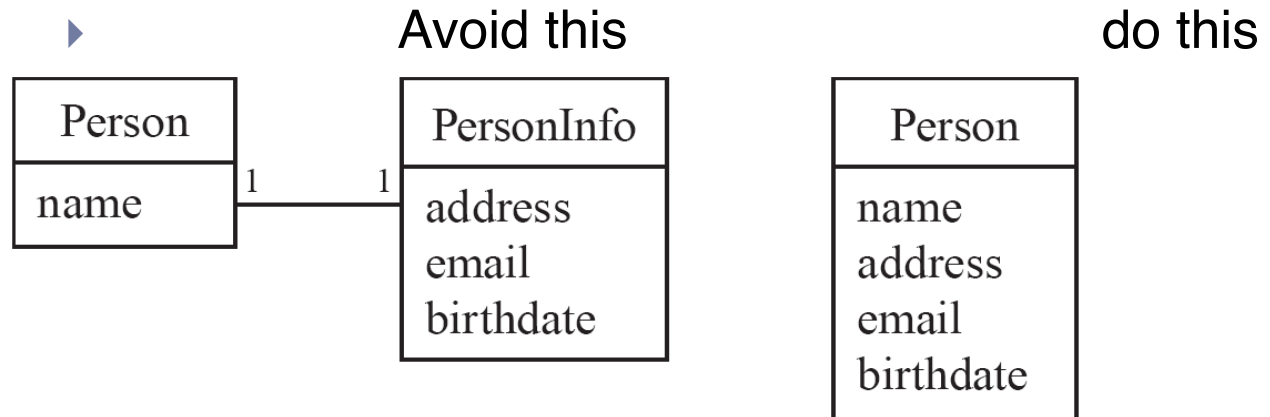 Avoid this
do this
Person
name
1
1
PersonInfo
address
email
birthdate
Person
name
address
email
birthdate